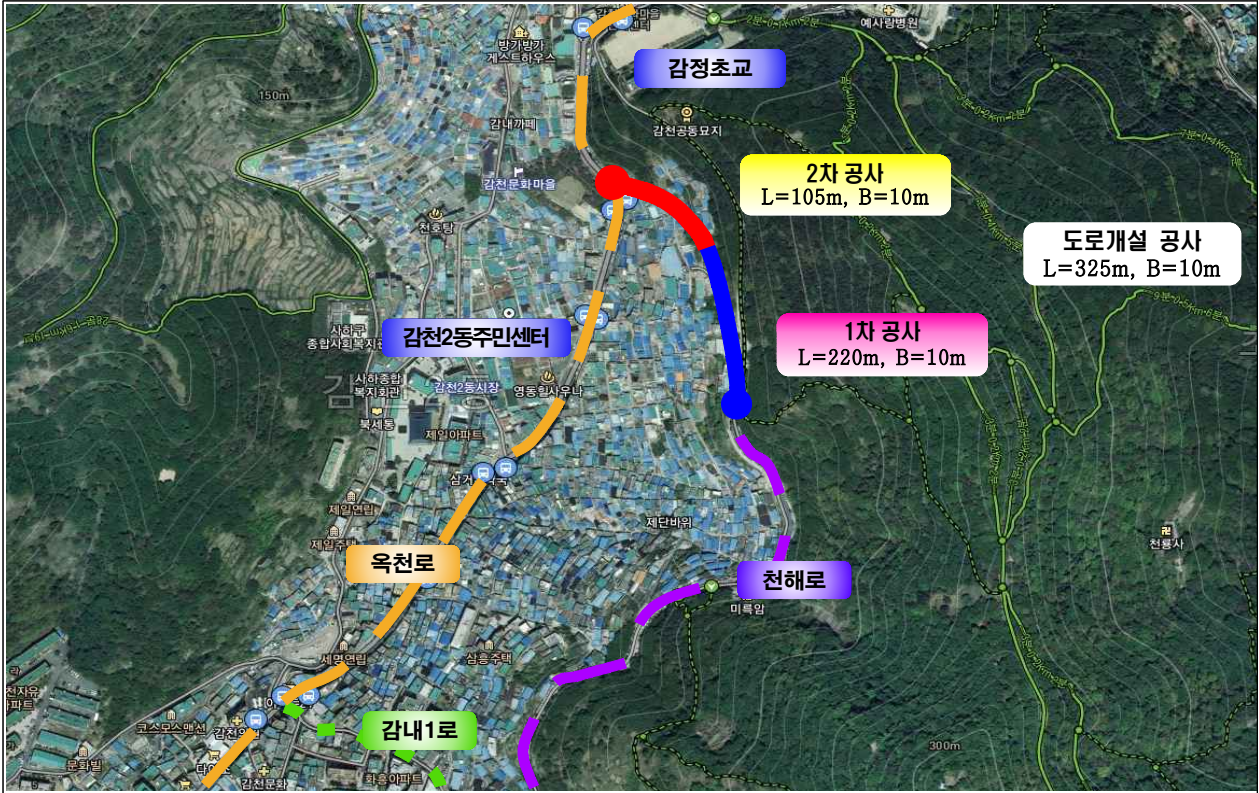 예사랑병원
방가방가
게스트하우스
감정초교
150m
감내까페
감천공동묘지
2차 공사
L=105m, B=10m
감천문화마을
천호탕
도로개설 공사
L=325m, B=10m
사하구
종합사회복지관
감천2동주민센터
1차 공사
L=220m, B=10m
사하종합
복지회관
감천2동시장
영동힐사우나
북세통
제일아파트
제일연립
제단바위
제일주택
천룡사
옥천로
천해로
미륵암
세명연립
삼흥주택
코스모스맨션
감내1로
300m
문화빌
감천문화
화흥아파트